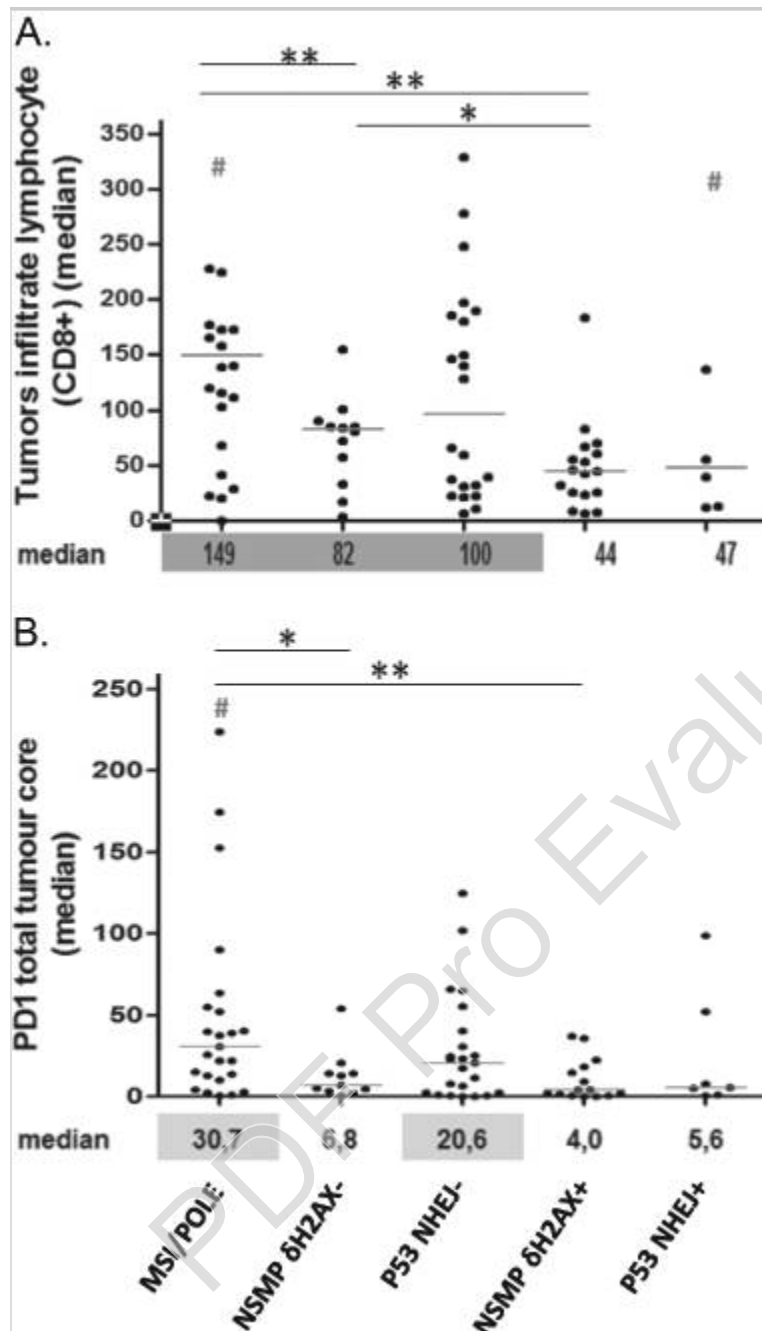 A.
**
**
*
Tumors infiltrate lymphocyte
(CD8+) (median)
350
300
250
200
150
100
50
0
#
#
median 149 82 100 44 47
B.
*
**
PD1 total tumour core
(median)
250
200
150
100
50
0
#
median 30,7 6,8 20,6 4,0 5,6
MSI/POLE
NSMP δH2AX-
P53 NHEJ-
NSMP δH2AX+
P53 NHEJ+
PDF Pro Evalu